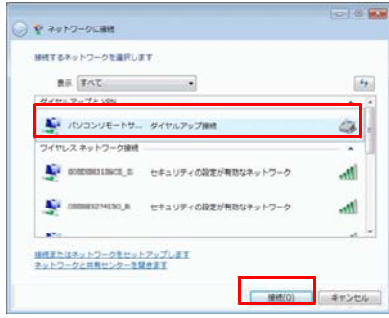 ネットワークに接続
接続するネットワークを選択します
表示 すべて
ダイヤルアップと VPN
パソコンリモートサ... ダイヤルアップ接続
ワイヤレス ネットワーク接続
セキュリティの設定が有効なネットワーク
セキュリティの設定が有効なネットワーク
接続またはネットワークをセットアップします
ネットワークと共有センターを開きます
接続(O) キャンセル